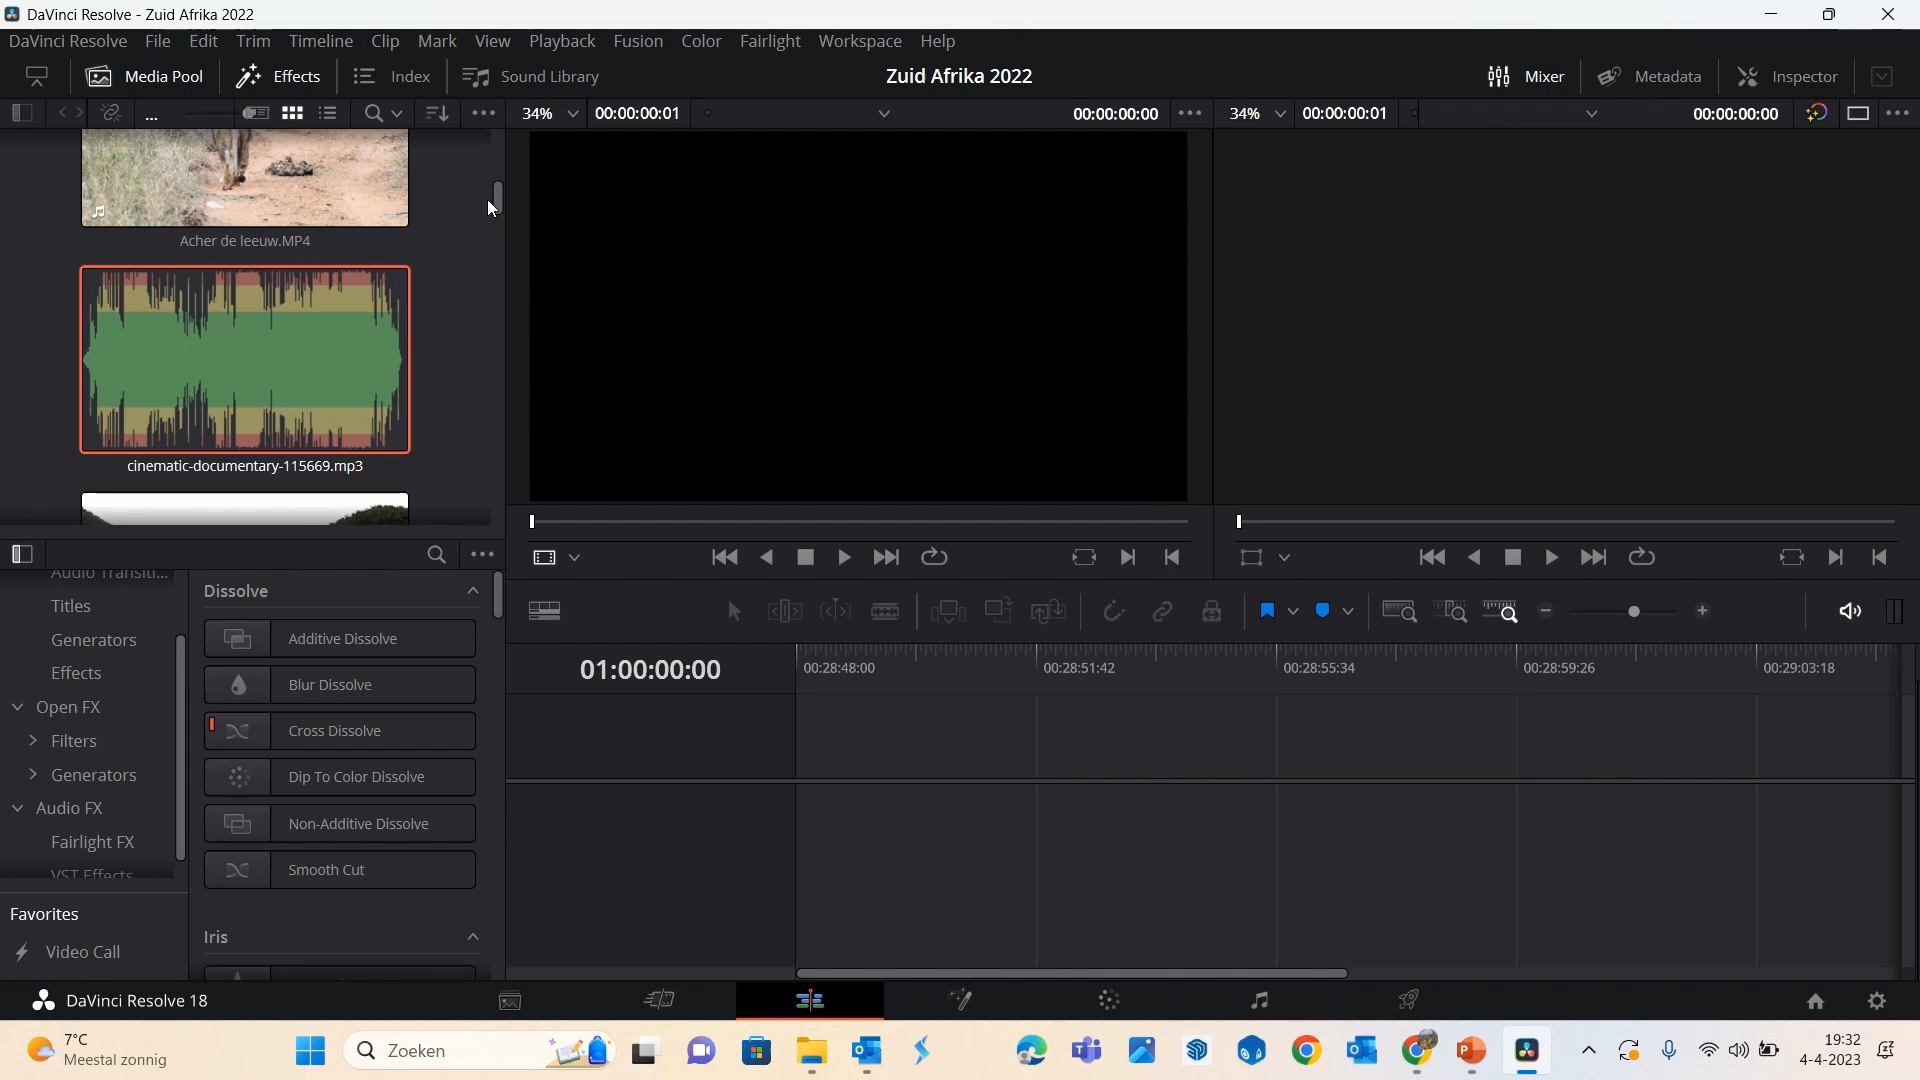 DaVinci Resolve - Zuid Afrika 2022
DaVinci Resolve File Edit Trim Timeline Clip Mark View Playback Fusion Color Fairlight Workspace Help
Media Pool Effects Index Sound Library Zuid Afrika 2022 Mixer Metadata Inspector
... 34% 00:00:00:01 00:00:00:00 34% 00:00:00:01 00:00:00:00
Acher de leeuw.MP4
cinematic-documentary-115669.mp3
Audio Transiti...
Titles
Generators
Effects
Open FX
Filters
Generators
Audio FX
Fairlight FX
VST Effects
Favorites
Video Call
Dissolve
Additive Dissolve
Blur Dissolve
Cross Dissolve
Dip To Color Dissolve
Non-Additive Dissolve
Smooth Cut
Iris
01:00:00:00 00:28:48:00 00:28:51:42 00:28:55:34 00:28:59:26 00:29:03:18
DaVinci Resolve 18
7°C
Meestal zonnig
Zoeken
19:32
4-4-2023